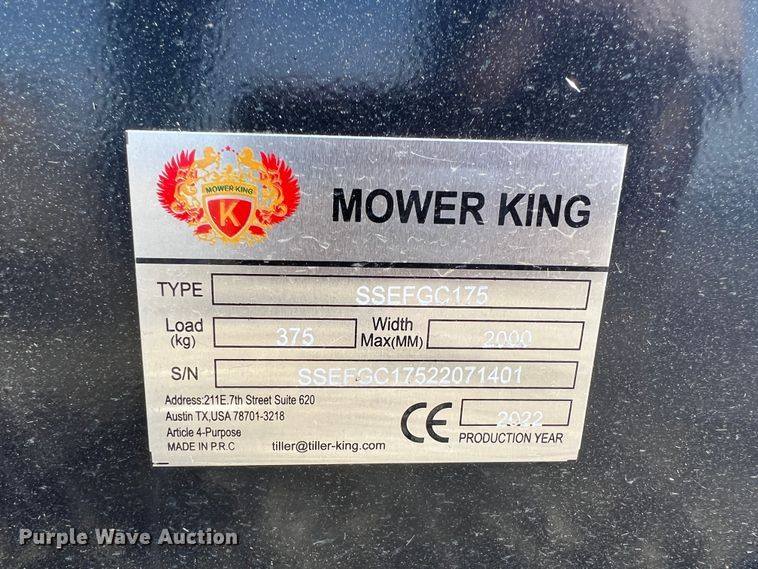 MOWER KING
K
MOWER KING
TYPE SSEFGC175
Load (kg) 375 Width Max(MM) 2000
S/N SSEFGC17522071401
Address:211E.7th Street Suite 620
Austin TX,USA 78701-3218
Article 4-Purpose
MADE IN P.R.C
tiller@tiller-king.com
CE
2022
PRODUCTION YEAR
Purple Wave Auction